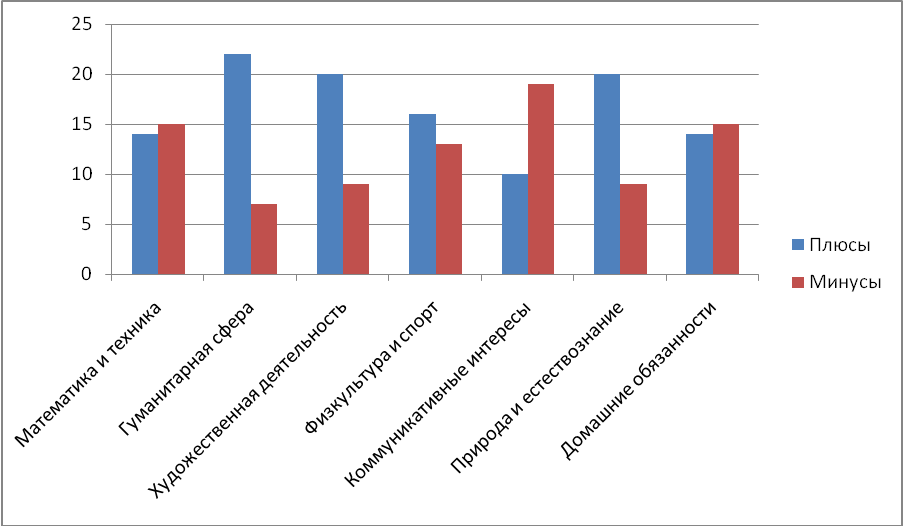 25
20
15
10
5
0
Математика и техника
Гуманитарная сфера
Художественная деятельность
Физкультура и спорт
Коммуникативные интересы
Природа и естествознание
Домашние обязанности
Плюсы
Минусы